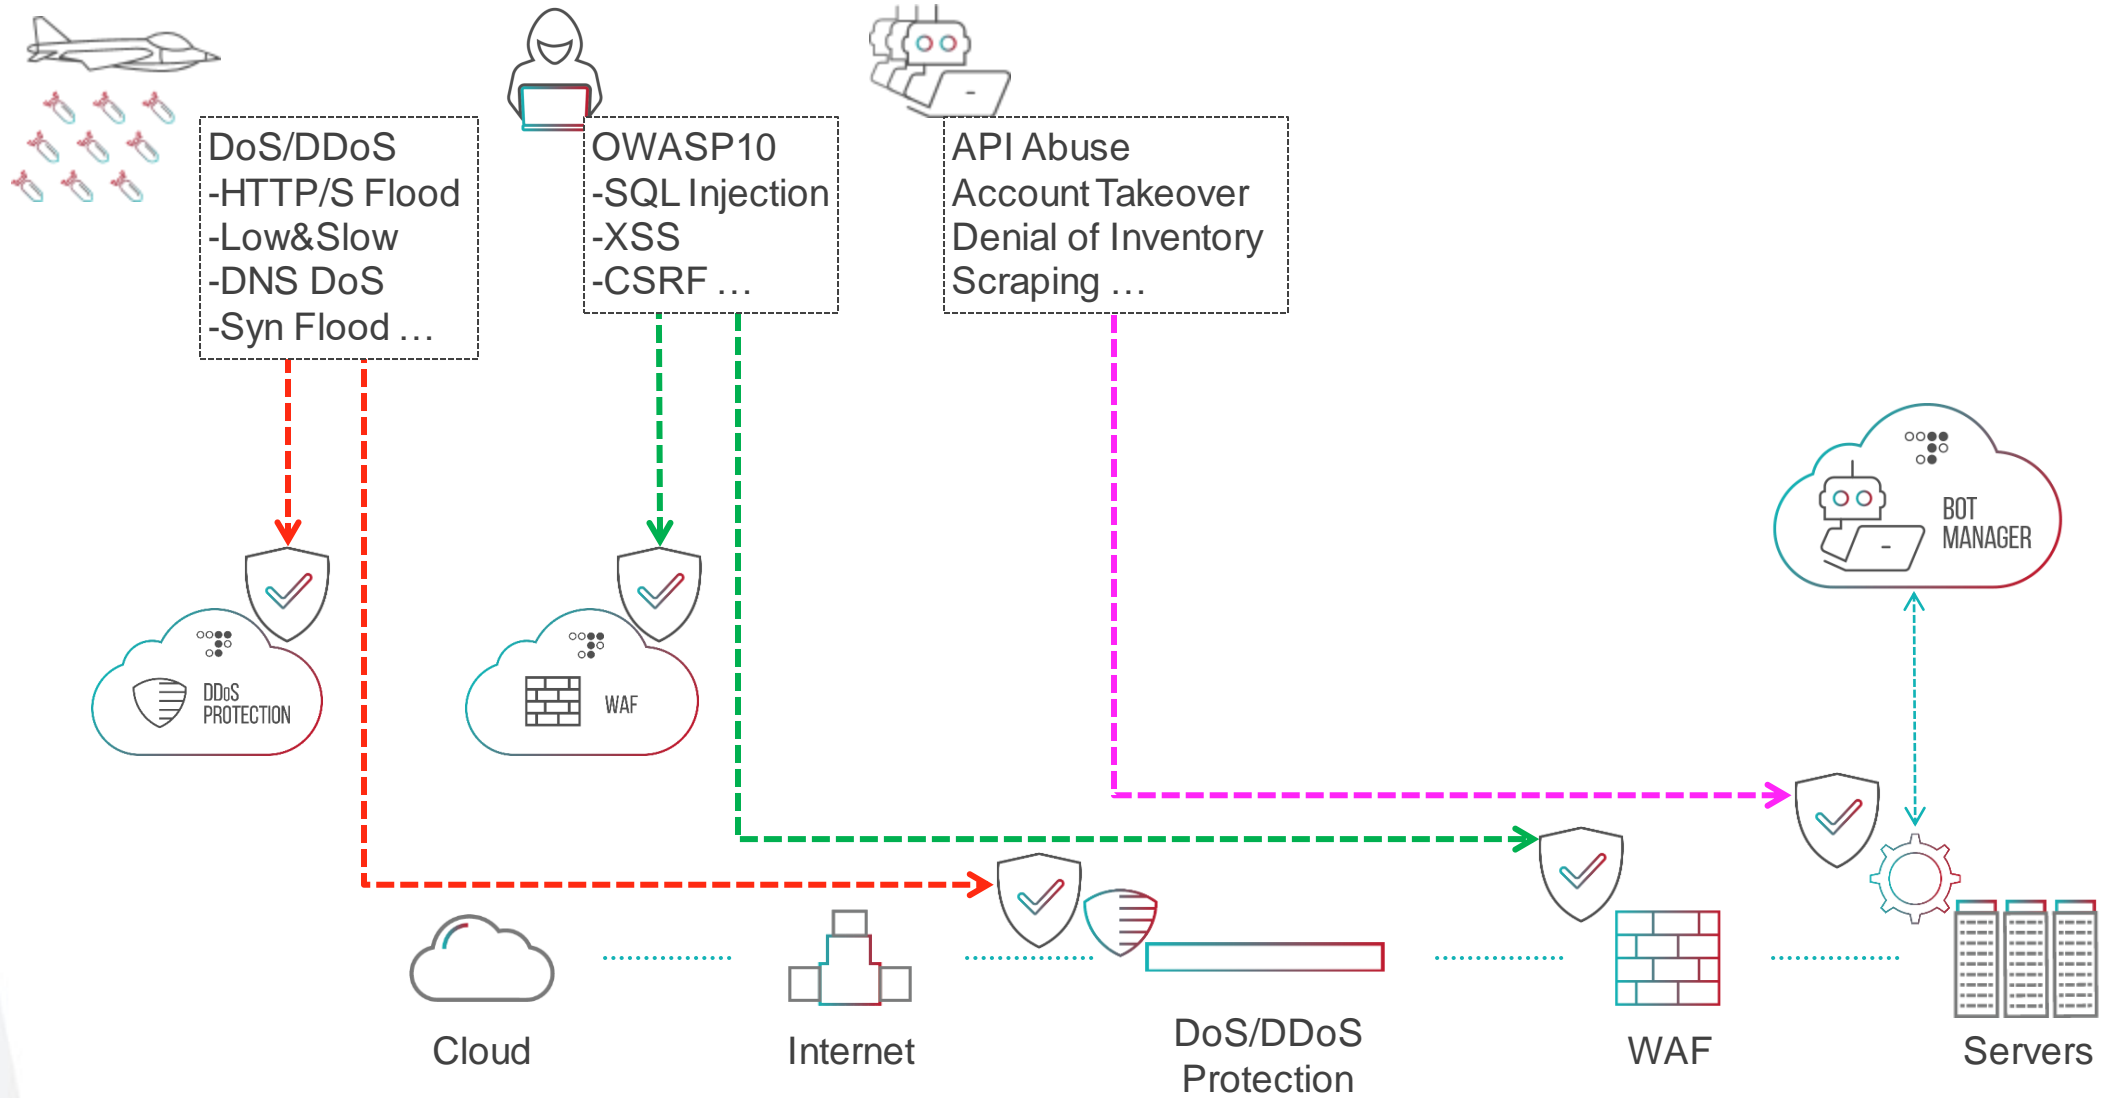 DoS/DDoS
-HTTP/S Flood
-Low&Slow
-DNS DoS
-Syn Flood ...
OWASP10
-SQL Injection
-XSS
-CSRF ...
API Abuse
Account Takeover
Denial of Inventory
Scraping ...
BOT
MANAGER
DDoS
PROTECTION
WAF
Cloud
Internet
DoS/DDoS
Protection
WAF
Servers